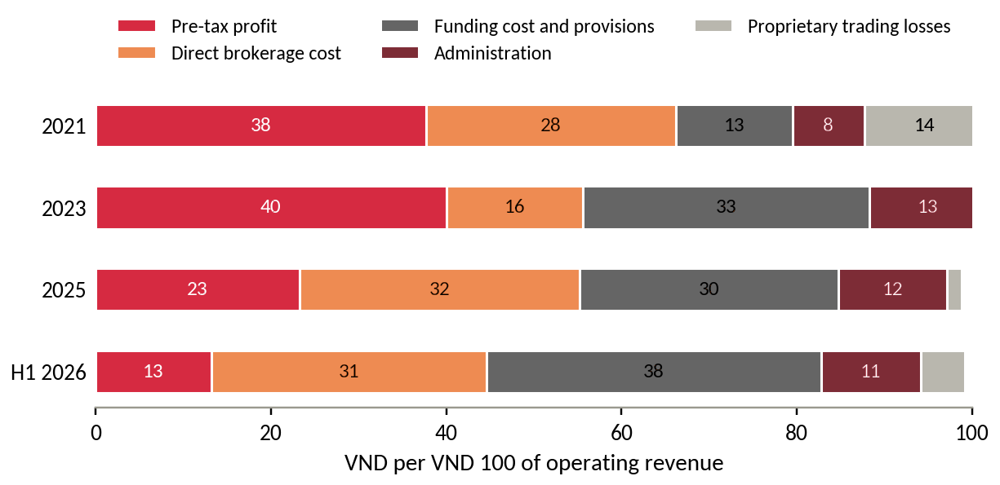 Pre-tax profit
Direct brokerage cost
Funding cost and provisions
Administration
Proprietary trading losses
2021 38 28 13 8 14
2023 40 16 33 13
2025 23 32 30 12
H1 2026 13 31 38 11
0 20 40 60 80 100
VND per VND 100 of operating revenue